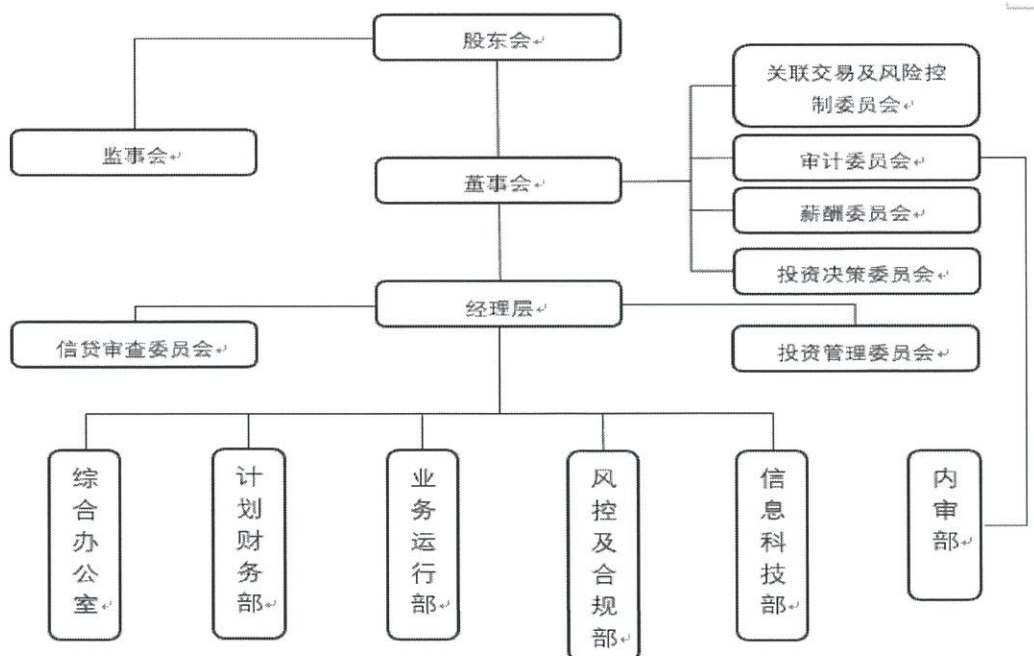 股东会
关联交易及风险控
制委员会
监事会
审计委员会
董事会
薪酬委员会
投资决策委员会
经理层
信贷审查委员会
投资管理委员会
综合办公室
计划财务部
业务运行部
风控及合规部
信息科技部
内审部